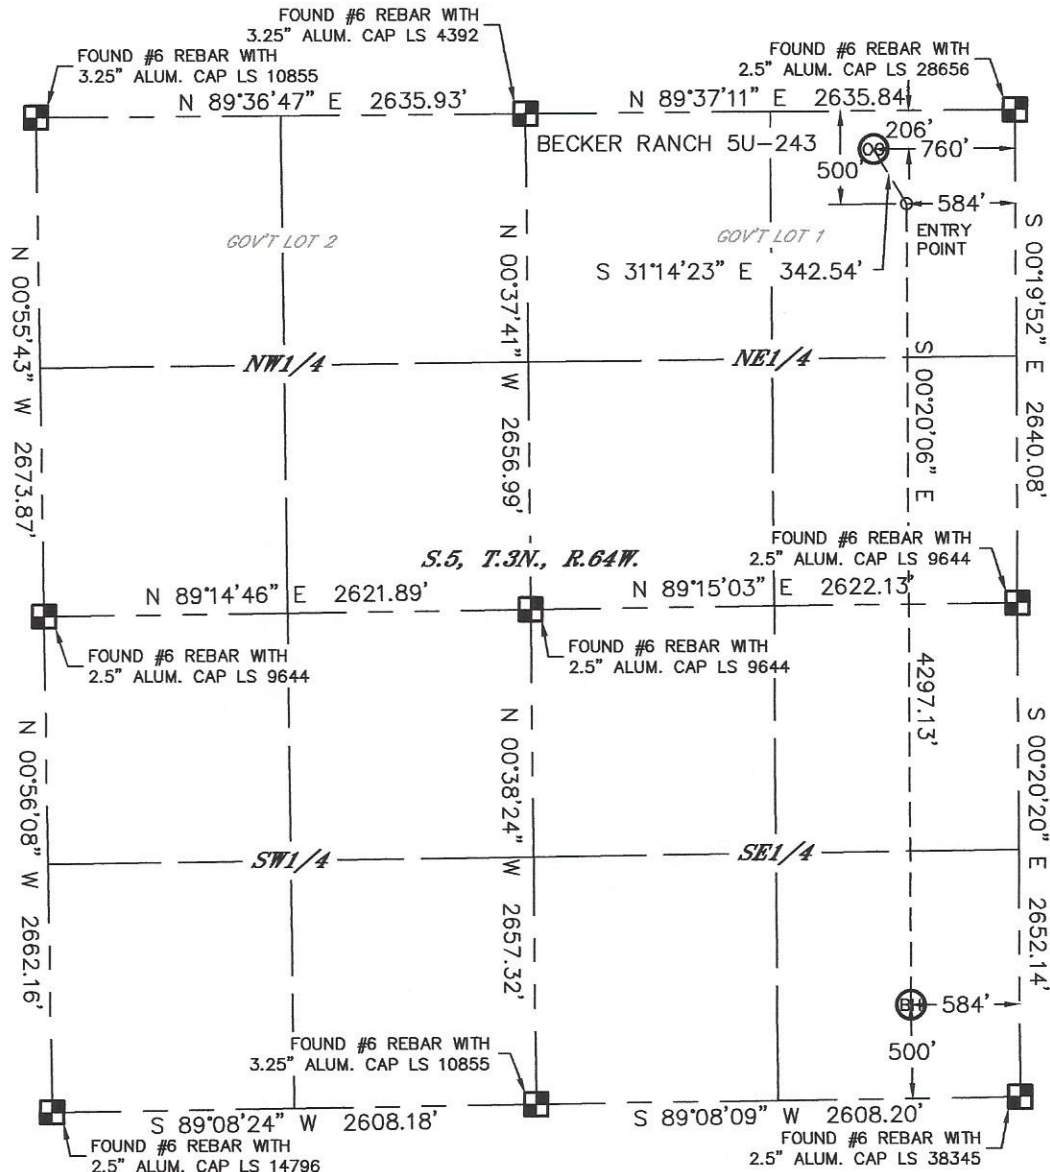 FOUND #6 REBAR WITH
3.25" ALUM. CAP LS 4392
FOUND #6 REBAR WITH
3.25" ALUM. CAP LS 10855
FOUND #6 REBAR WITH
2.5" ALUM. CAP LS 28656
N 89°36'47" E 2635.93'
N 89°37'11" E 2635.84'
206'
BECKER RANCH 5U-243
OG
760'
500'
584'
ENTRY
POINT
GOV'T LOT 2
GOV'T LOT 1
S 31°14'23" E 342.54'
N 00°55'43" W 2673.87'
N 00°37'41" W 2656.99'
S 00°20'06" E 4297.13'
S 00°19'52" E 2640.08'
NW1/4
NE1/4
S.5, T.3N., R.64W.
FOUND #6 REBAR WITH
2.5" ALUM. CAP LS 9644
N 89°14'46" E 2621.89'
N 89°15'03" E 2622.13'
FOUND #6 REBAR WITH
2.5" ALUM. CAP LS 9644
FOUND #6 REBAR WITH
2.5" ALUM. CAP LS 9644
N 00°56'08" W 2662.16'
N 00°38'24" W 2657.32'
S 00°20'20" E 2652.14'
SW1/4
SE1/4
BH
584'
500'
FOUND #6 REBAR WITH
3.25" ALUM. CAP LS 10855
S 89°08'24" W 2608.18'
S 89°08'09" W 2608.20'
FOUND #6 REBAR WITH
2.5" ALUM. CAP LS 14796
FOUND #6 REBAR WITH
2.5" ALUM. CAP LS 38345